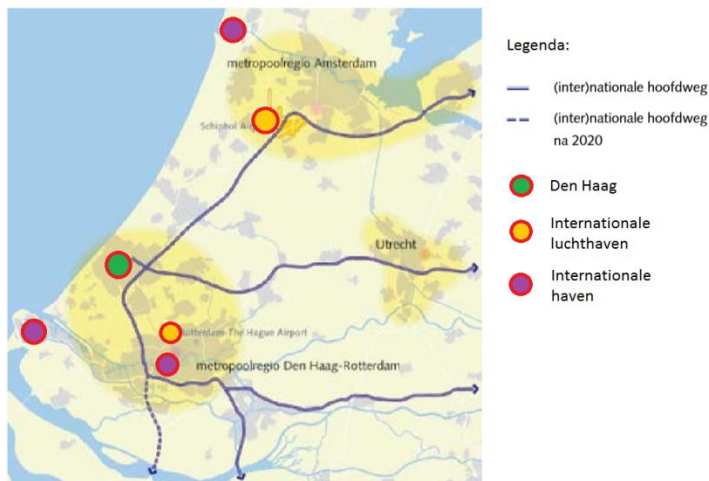 metropoolregio Amsterdam
Schiphol Air
Utrecht
Rotterdam-The Hague Airport
metropoolregio Den Haag-Rotterdam
Legenda:
(inter)nationale hoofdweg
(inter)nationale hoofdweg
na 2020
Den Haag
Internationale
luchthaven
Internationale
haven